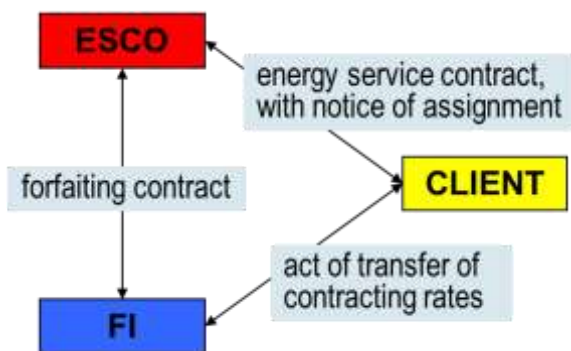 ESCO
energy service contract,
with notice of assignment
forfaiting contract
CLIENT
act of transfer of
contracting rates
FI